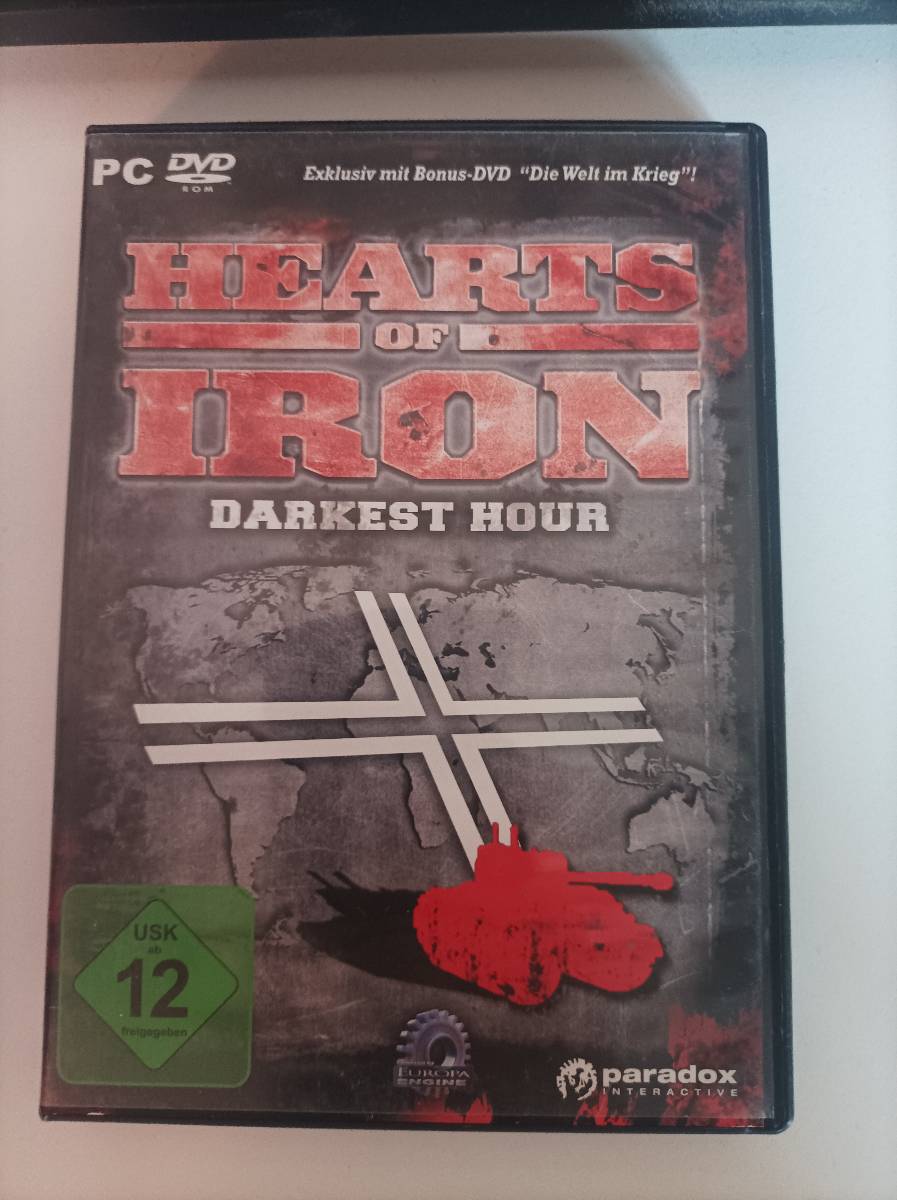 PC DVD ROM
Exklusiv mit Bonus-DVD "Die Welt im Krieg"!
HEARTS
OF
IRON
DARKEST HOUR
USK
ab
12
freigegeben
EUROPA
ENGINE
paradox
INTERACTIVE